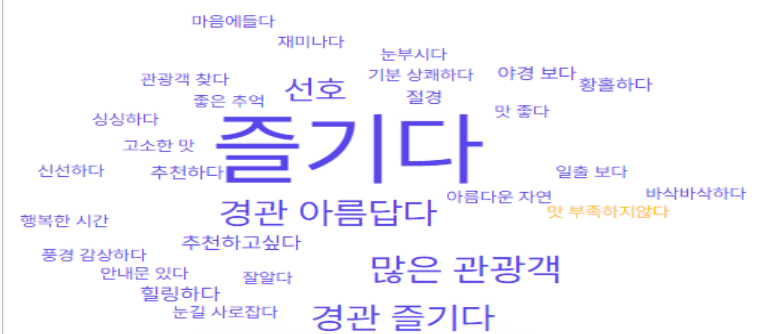 마음에들다
재미나다
눈부시다
관광객 찾다
기분 상쾌하다
야경 보다
황홀하다
좋은 추억
선호
절경
맛 좋다
싱싱하다
즐기다
고소한 맛
신선하다
추천하다
일출 보다
아름다운 자연
바삭바삭하다
행복한 시간
경관 아름답다
맛 부족하지않다
추천하고싶다
풍경 감상하다
안내문 있다
잘알다
많은 관광객
힐링하다
눈길 사로잡다
경관 즐기다